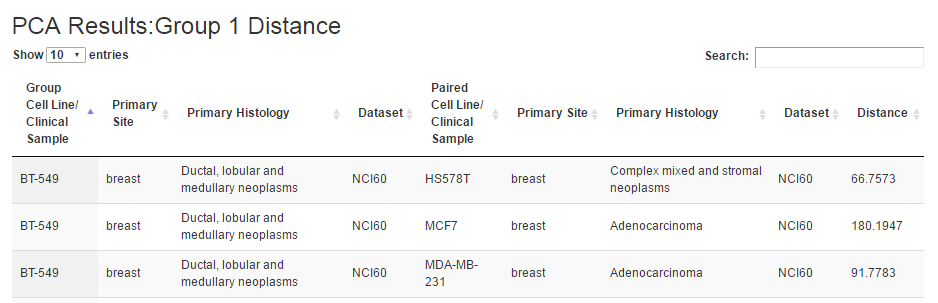 PCA Results:Group 1 Distance
Show 10 entries
Search:
Group
Cell Line/
Clinical
Sample
Primary
Site
Primary Histology
Dataset
Paired
Cell Line/
Clinical
Sample
Primary Site
Primary Histology
Dataset
Distance
BT-549
breast
Ductal, lobular and
medullary neoplasms
NCI60
HS578T
breast
Complex mixed and stromal
neoplasms
NCI60
66.7573
BT-549
breast
Ductal, lobular and
medullary neoplasms
NCI60
MCF7
breast
Adenocarcinoma
NCI60
180.1947
BT-549
breast
Ductal, lobular and
medullary neoplasms
NCI60
MDA-MB-
231
breast
Adenocarcinoma
NCI60
91.7783